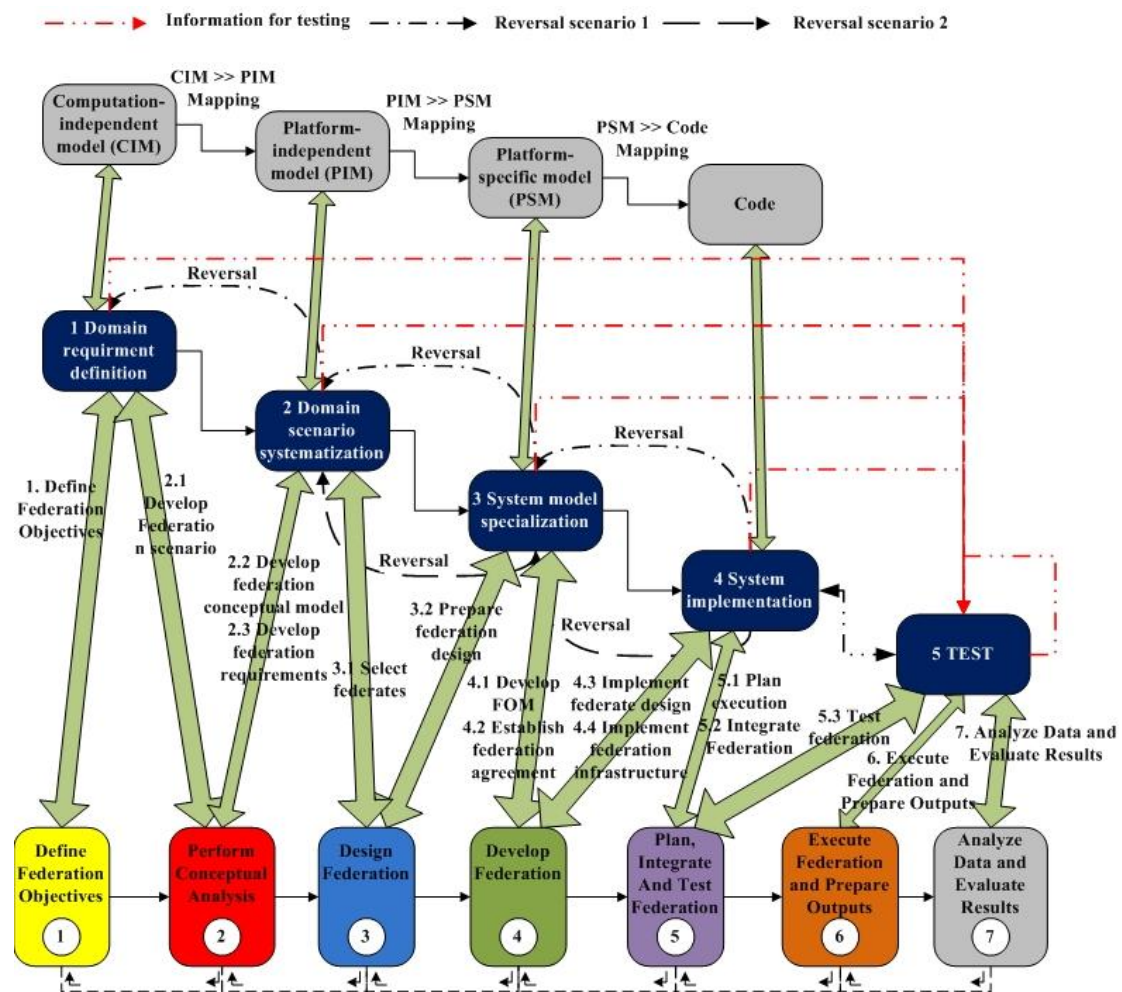 Information for testing
Reversal scenario 1
Reversal scenario 2
CIM >> PIM
Mapping
PIM >> PSM
Mapping
PSM >> Code
Mapping
Computation-
independent
model (CIM)
Platform-
independent
model (PIM)
Platform-
specific model
(PSM)
Code
Reversal
Reversal
Reversal
1 Domain
requirment
definition
2 Domain
scenario
systematization
3 System model
specialization
4 System
implementation
5 TEST
Reversal
Reversal
1. Define
Federation
Objectives
2.1
Develop
Federatio
n scenario
2.2 Develop
federation
conceptual model
2.3 Develop
federation
requirements
3.1 Select
federates
3.2 Prepare
federation
design
4.1 Develop
FOM
4.2 Establish
federation
agreement
4.3 Implement
federate design
4.4 Implement
federation
infrastructure
5.1 Plan
execution
5.2 Integrate
Federation
5.3 Test
federation
6. Execute
Federation and
Prepare Outputs
7. Analyze Data and
Evaluate Results
Define
Federation
Objectives
1
Perform
Conceptual
Analysis
2
Design
Federation
3
Develop
Federation
4
Plan,
Integrate
And Test
Federation
5
Execute
Federation
and Prepare
Outputs
6
Analyze
Data and
Evaluate
Results
7